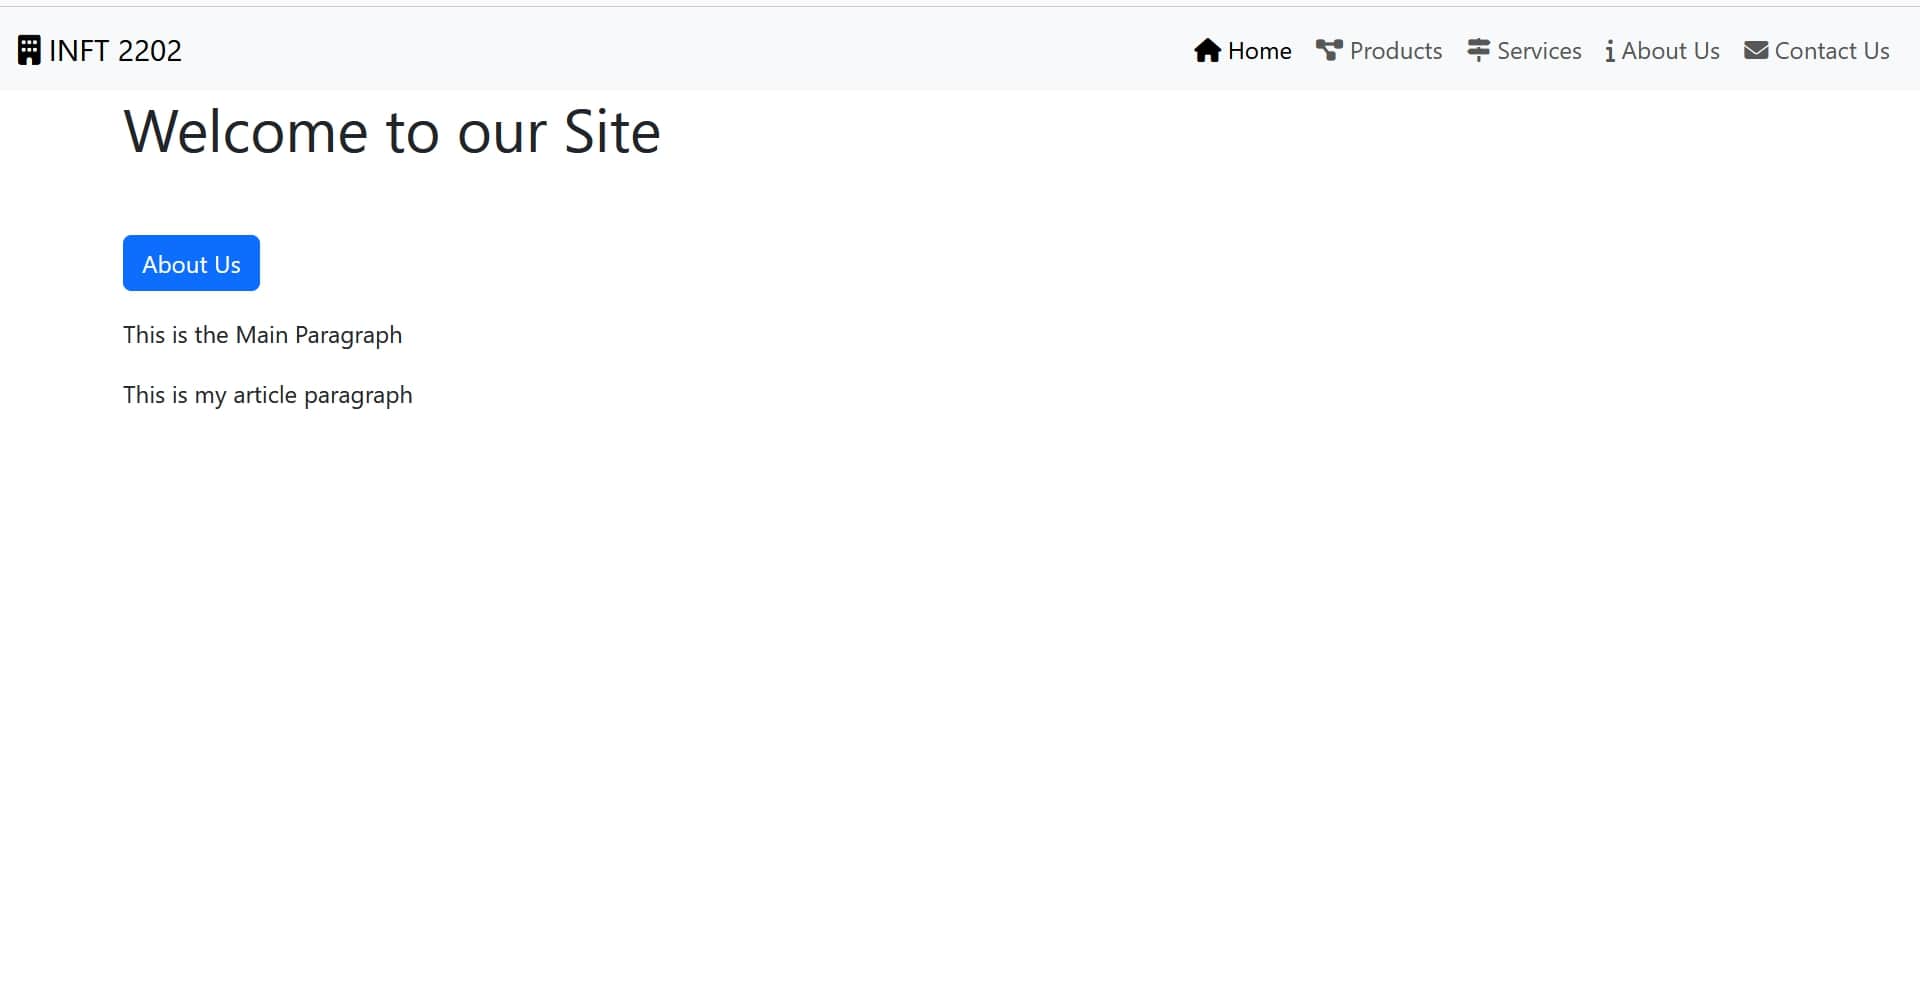 INFT 2202
Home Products Services About Us Contact Us
Welcome to our Site
About Us
This is the Main Paragraph
This is my article paragraph